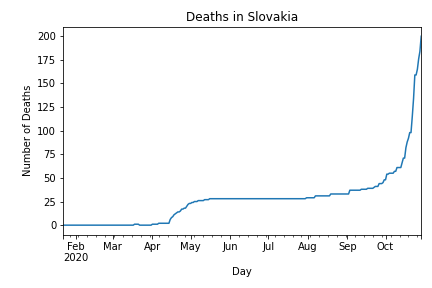 Deaths in Slovakia
200
175
150
125
100
75
50
25
0
Number of Deaths
Feb Mar Apr May Jun Jul Aug Sep Oct
2020
Day